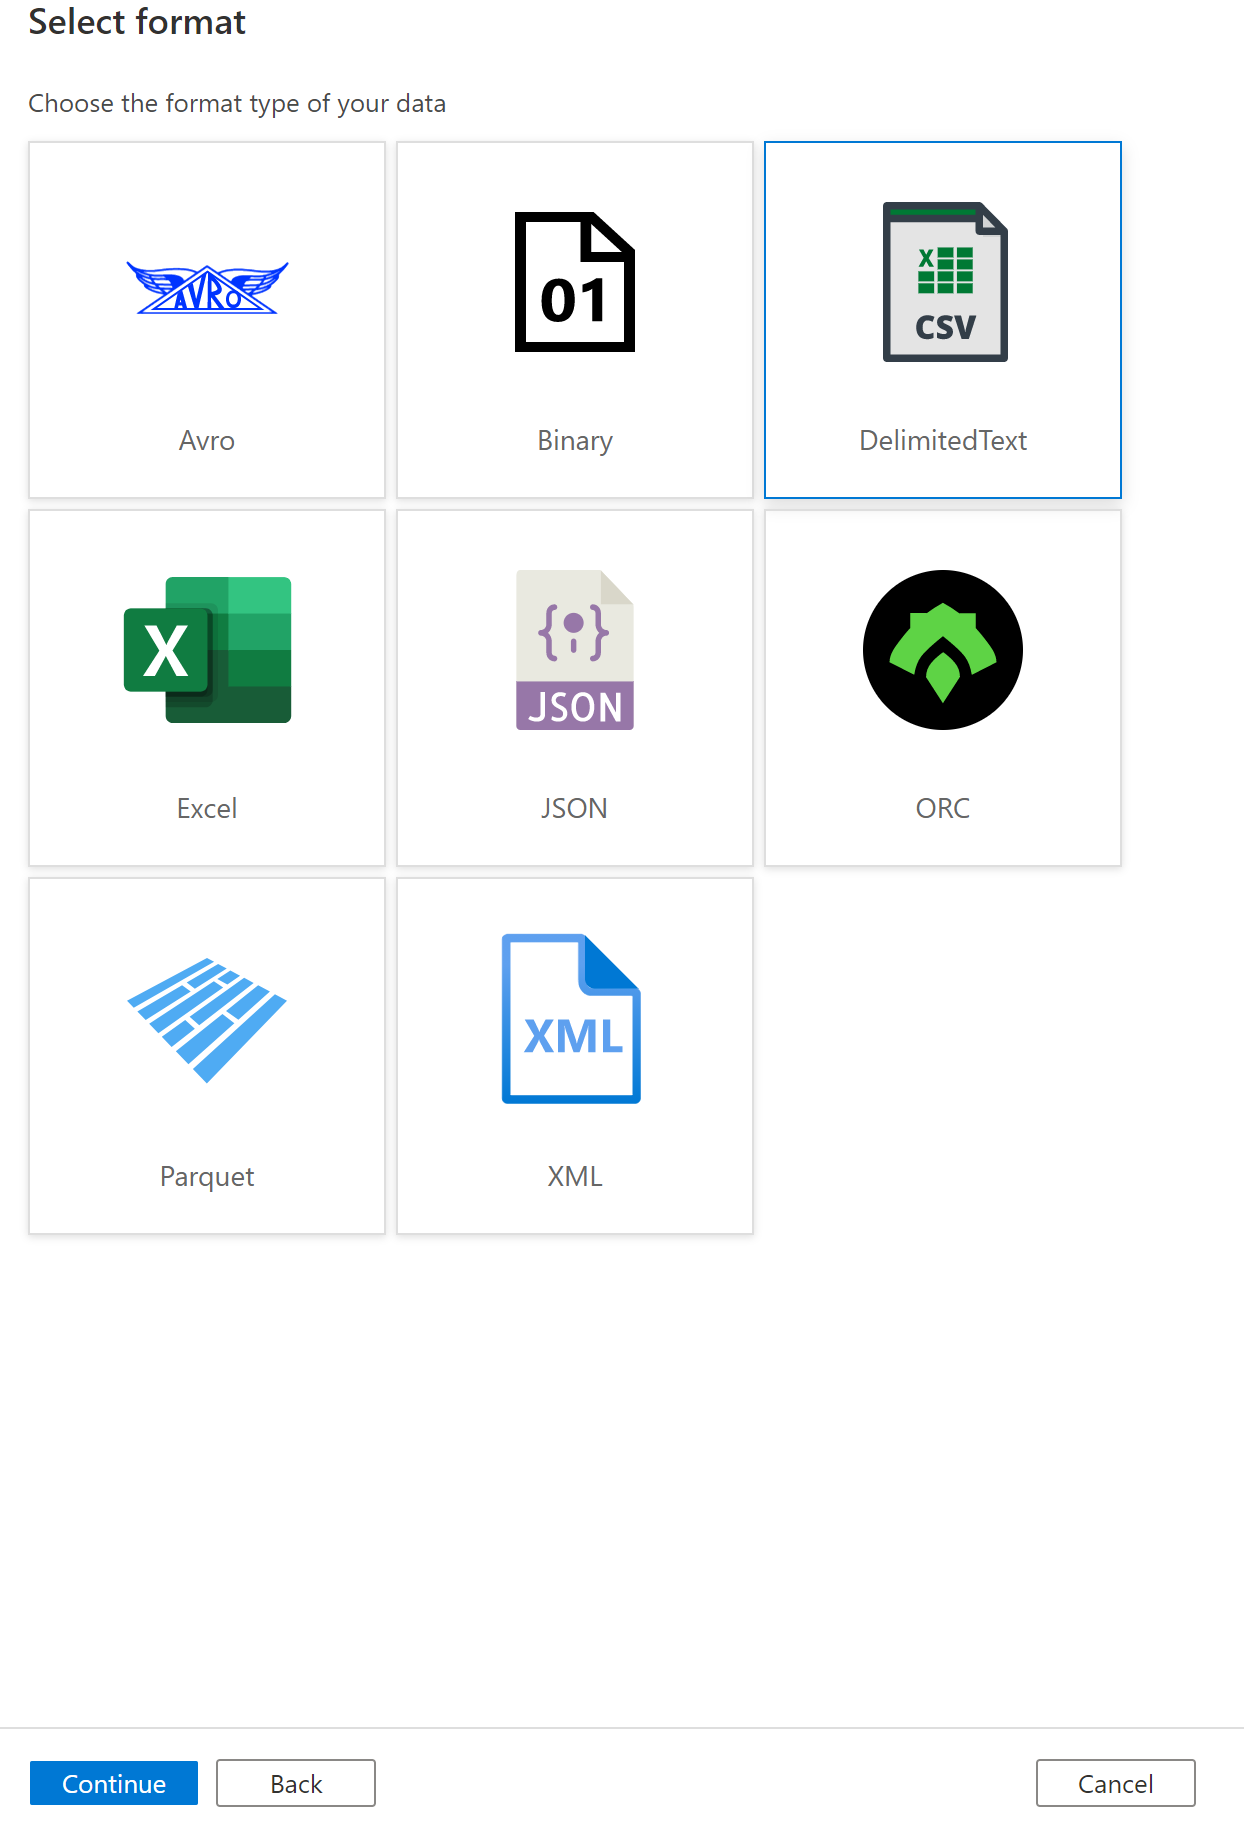 Select format
Choose the format type of your data
AVRO
01
X
CSV
Avro
Binary
DelimitedText
X
JSON
Excel
JSON
ORC
XML
Parquet
XML
Continue
Back
Cancel